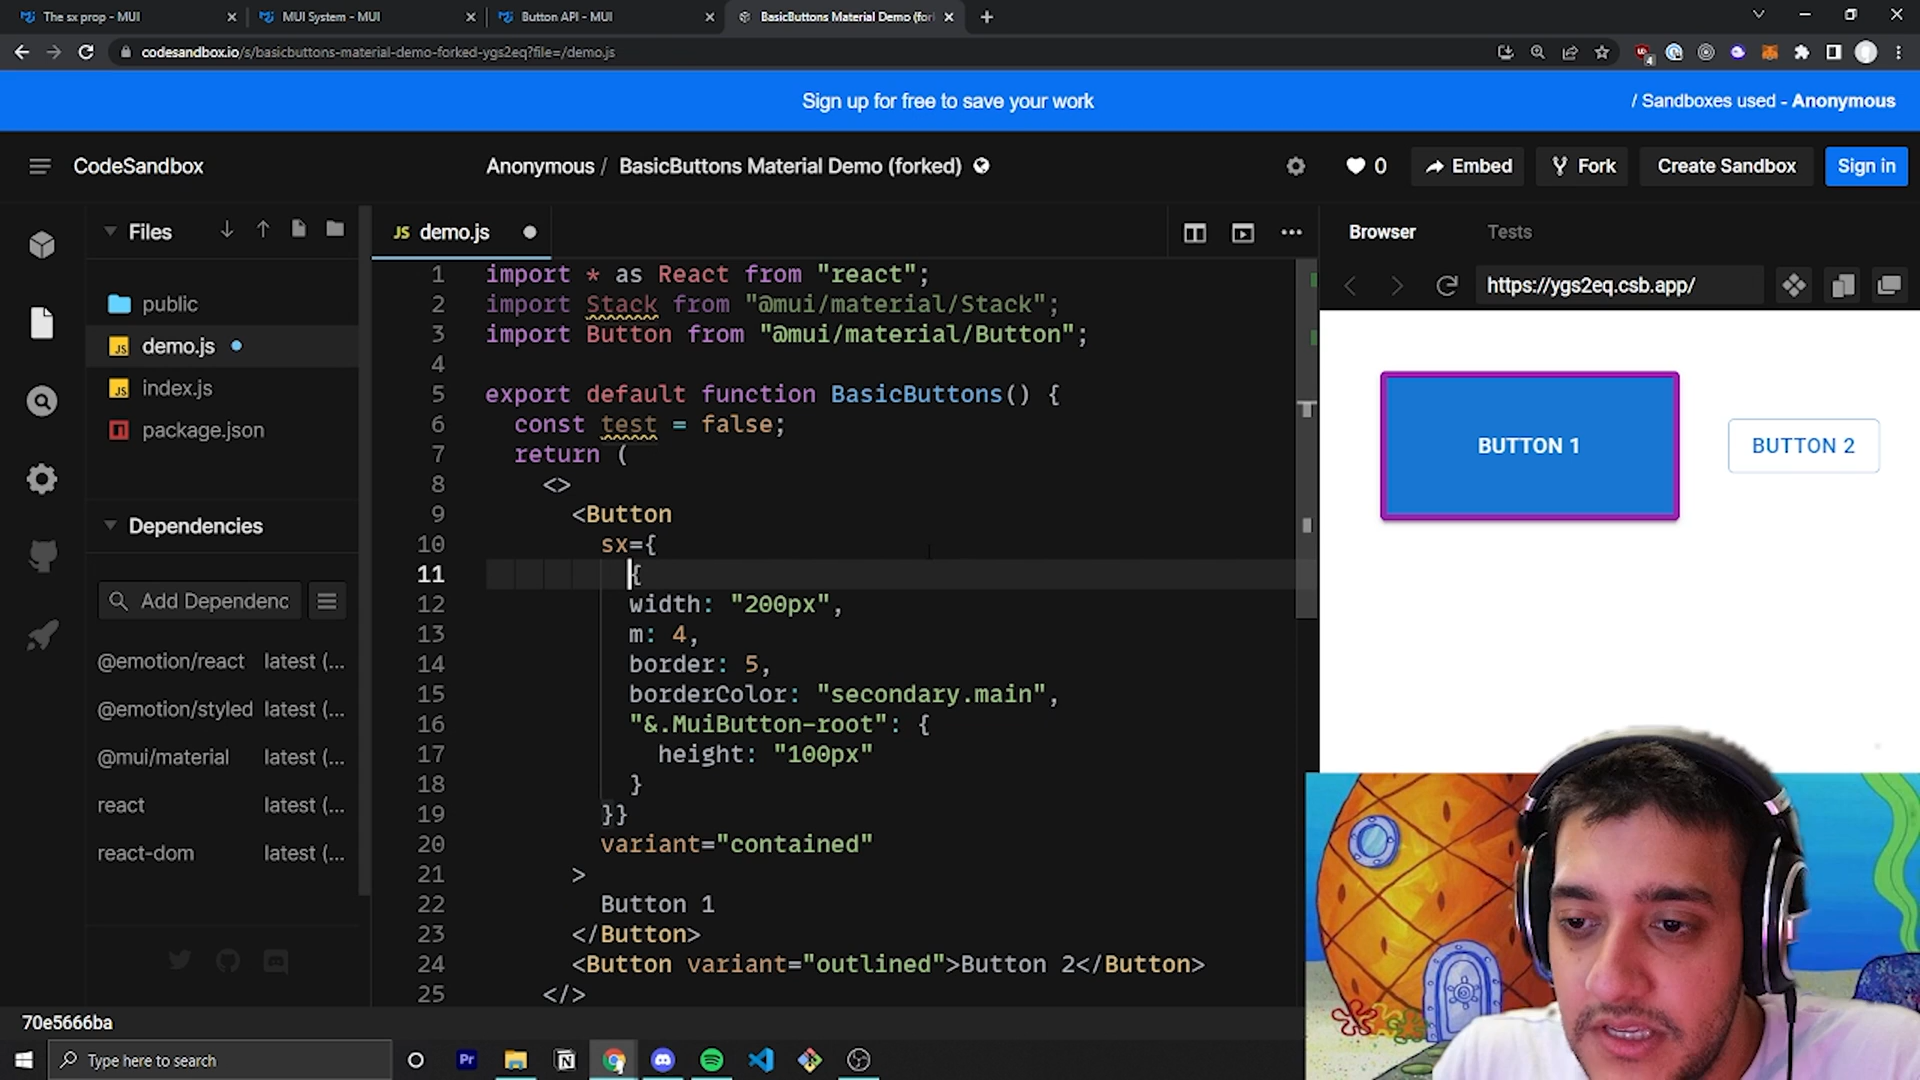 The sx prop - MUI
MUI System - MUI
Button API - MUI
BasicButtons Material Demo (for
codesandbox.io/s/basicbuttons-material-demo-forked-ygs2eq?file=/demo.js
4
Sign up for free to save your work
/ Sandboxes used - Anonymous
CodeSandbox
Anonymous / BasicButtons Material Demo (forked)
0
Embed
Fork
Create Sandbox
Sign in
Files
public
JS demo.js
JS index.js
package.json
Dependencies
Add Dependenc
@emotion/react latest (...
@emotion/styled latest (...
@mui/material latest (...
react latest (...
react-dom latest (...
JS demo.js
1 import * as React from "react";
2 import Stack from "@mui/material/Stack";
3 import Button from "@mui/material/Button";
4
5 export default function BasicButtons() {
6 const test = false;
7 return (
8 <>
9 <Button
10 sx={
11 {
12 width: "200px",
13 m: 4,
14 border: 5,
15 borderColor: "secondary.main",
16 "&.MuiButton-root": {
17 height: "100px"
18 }
19 }}
20 variant="contained"
21 >
22 Button 1
23 </Button>
24 <Button variant="outlined">Button 2</Button>
25 </>
Browser
Tests
https://ygs2eq.csb.app/
BUTTON 1
BUTTON 2
70e5666ba
Type here to search
Pr